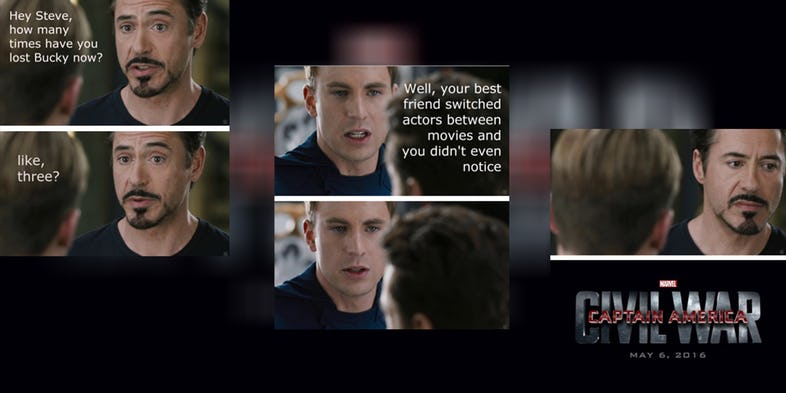 Hey Steve,
how many
times have you
lost Bucky now?
like,
three?
Well, your best
friend switched
actors between
movies and
you didn't even
notice
MARVEL
CIVIL WAR
CAPTAIN AMERICA
MAY 6, 2016